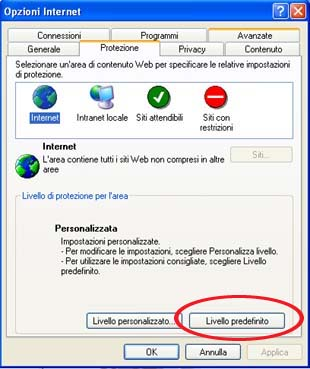 Opzioni Internet
Connessioni Programmi Avanzate
Generale Protezione Privacy Contenuto
Selezionare un'area di contenuto Web per specificare le relative impostazioni
di protezione.
Internet Intranet locale Siti attendibili Siti con
restrizioni
Internet
L'area contiene tutti i siti Web non compresi in altre
aree
Siti...
Livello di protezione per l'area
Personalizzata
Impostazioni personalizzate.
- Per modificare le impostazioni, scegliere Personalizza livello.
- Per utilizzare le impostazioni consigliate, scegliere Livello
predefinito.
Livello personalizzato... Livello predefinito
OK Annulla Applica